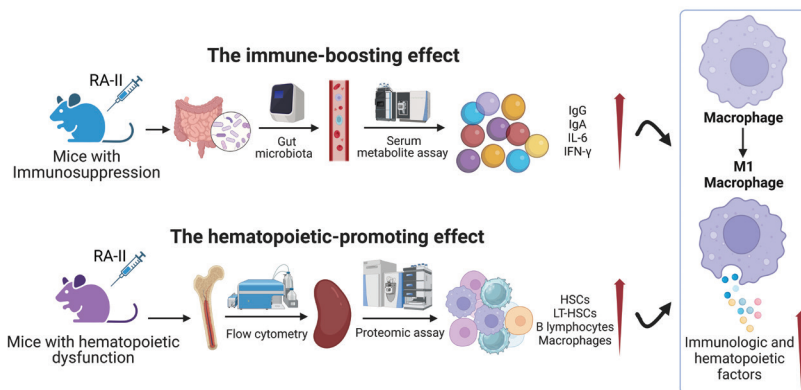 The immune-boosting effect
RA-II
Mice with
Immunosuppression
Gut
microbiota
Serum
metabolite assay
IgG
IgA
IL-6
IFN-γ
The hematopoietic-promoting effect
RA-II
Mice with hematopoietic
dysfunction
Flow cytometry
Proteomic assay
HSCs
LT-HSCs
B lymphocytes
Macrophages
Macrophage
M1
Macrophage
Immunologic and
hematopoietic
factors